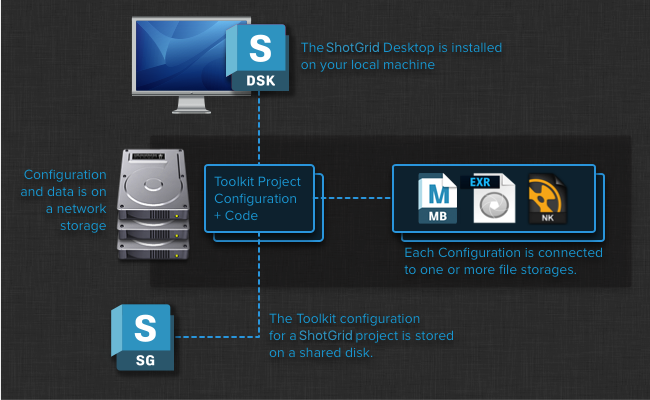 S
DSK
The ShotGrid Desktop is installed
on your local machine
Configuration
and data is on
a network
storage
Toolkit Project
Configuration
+ Code
M
MB
EXR
NK
Each Configuration is connected
to one or more file storages.
S
SG
The Toolkit configuration
for a ShotGrid project is stored
on a shared disk.